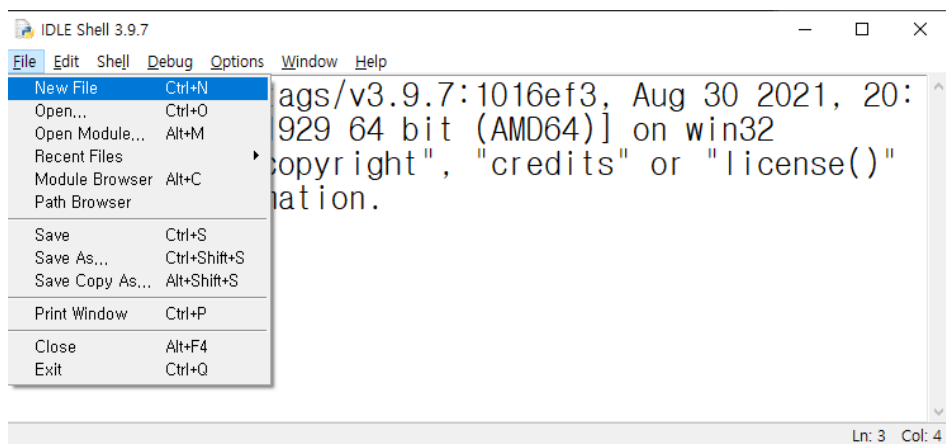 IDLE Shell 3.9.7
File Edit Shell Debug Options Window Help
New File Ctrl+N
Open... Ctrl+O
Open Module... Alt+M
Recent Files
Module Browser Alt+C
Path Browser
Save Ctrl+S
Save As... Ctrl+Shift+S
Save Copy As... Alt+Shift+S
Print Window Ctrl+P
Close Alt+F4
Exit Ctrl+Q
ags/v3.9.7:1016ef3, Aug 30 2021, 20:
1929 64 bit (AMD64)] on win32
opyright", "credits" or "license()"
mation.
Ln: 3 Col: 4